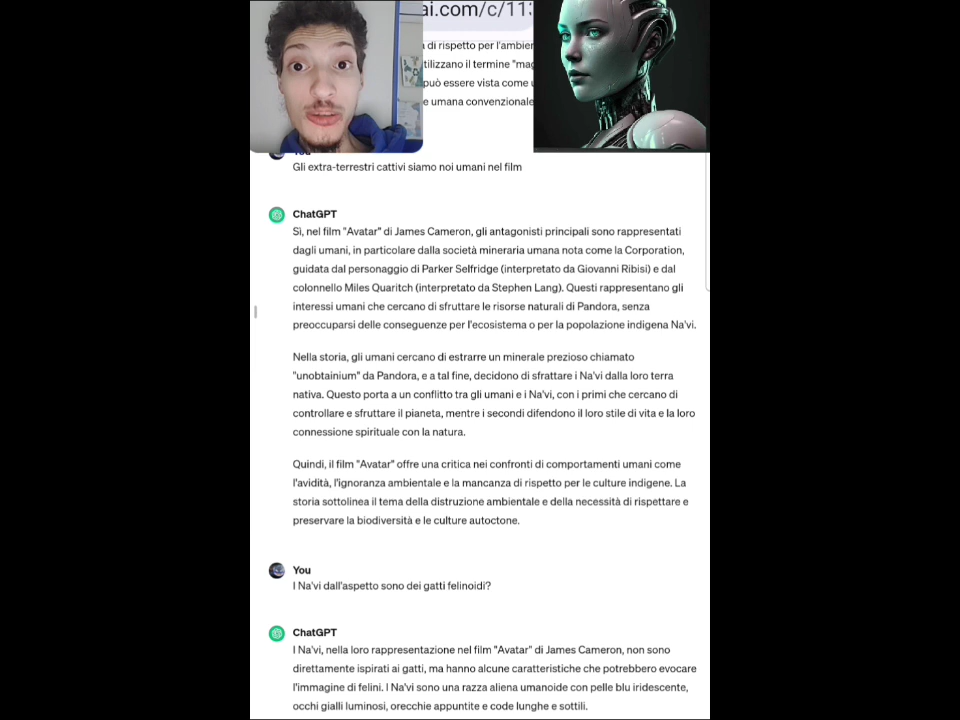 ai.com/c/113
di rispetto per l'ambien
tilizzano il termine "mag
può essere vista come
e umana convenzionale
You
Gli extra-terrestri cattivi siamo noi umani nel film
ChatGPT
Sì, nel film "Avatar" di James Cameron, gli antagonisti principali sono rappresentati
dagli umani, in particolare dalla società mineraria umana nota come la Corporation,
guidata dal personaggio di Parker Selfridge (interpretato da Giovanni Ribisi) e dal
colonnello Miles Quaritch (interpretato da Stephen Lang). Questi rappresentano gli
interessi umani che cercano di sfruttare le risorse naturali di Pandora, senza
preoccuparsi delle conseguenze per l'ecosistema o per la popolazione indigena Na'vi.
Nella storia, gli umani cercano di estrarre un minerale prezioso chiamato
"unobtainium" da Pandora, e a tal fine, decidono di sfrattare i Na'vi dalla loro terra
nativa. Questo porta a un conflitto tra gli umani e i Na'vi, con i primi che cercano di
controllare e sfruttare il pianeta, mentre i secondi difendono il loro stile di vita e la loro
connessione spirituale con la natura.
Quindi, il film "Avatar" offre una critica nei confronti di comportamenti umani come
l'avidità, l'ignoranza ambientale e la mancanza di rispetto per le culture indigene. La
storia sottolinea il tema della distruzione ambientale e della necessità di rispettare e
preservare la biodiversità e le culture autoctone.
You
I Na'vi dall'aspetto sono dei gatti felinoidi?
ChatGPT
I Na'vi, nella loro rappresentazione nel film "Avatar" di James Cameron, non sono
direttamente ispirati ai gatti, ma hanno alcune caratteristiche che potrebbero evocare
l'immagine di felini. I Na'vi sono una razza aliena umanoide con pelle blu iridescente,
occhi gialli luminosi, orecchie appuntite e code lunghe e sottili.